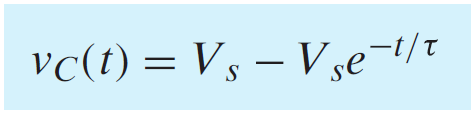 v_C(t) = V_s − V_s e^{−t/τ}